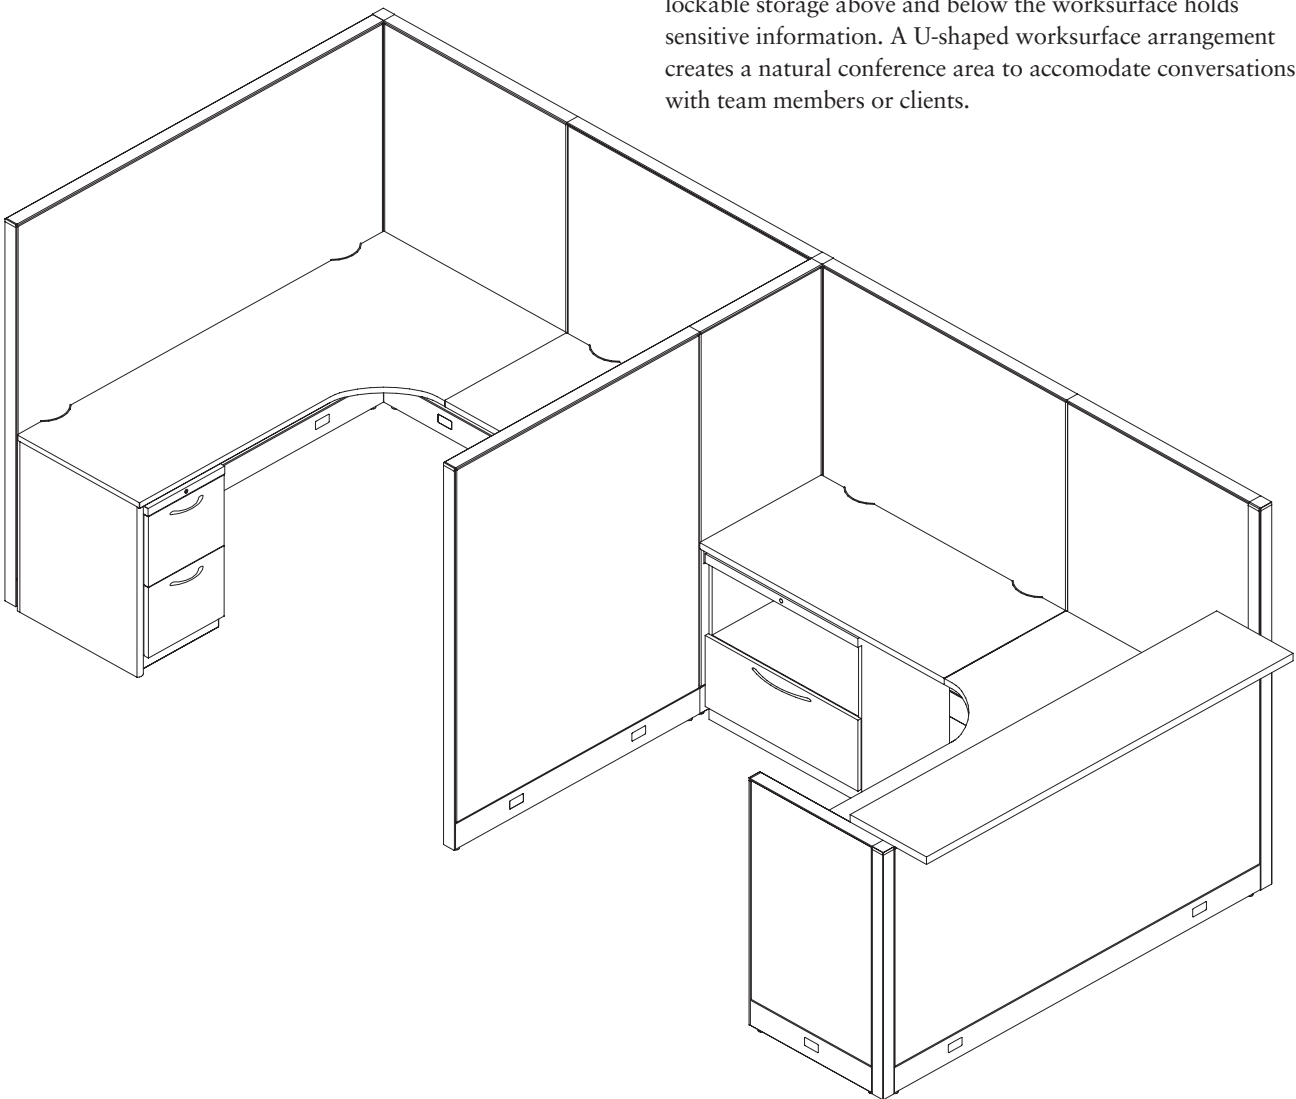 lockable storage above and below the worksurface holds
sensitive information. A U-shaped worksurface arrangement
creates a natural conference area to accomodate conversations
with team members or clients.